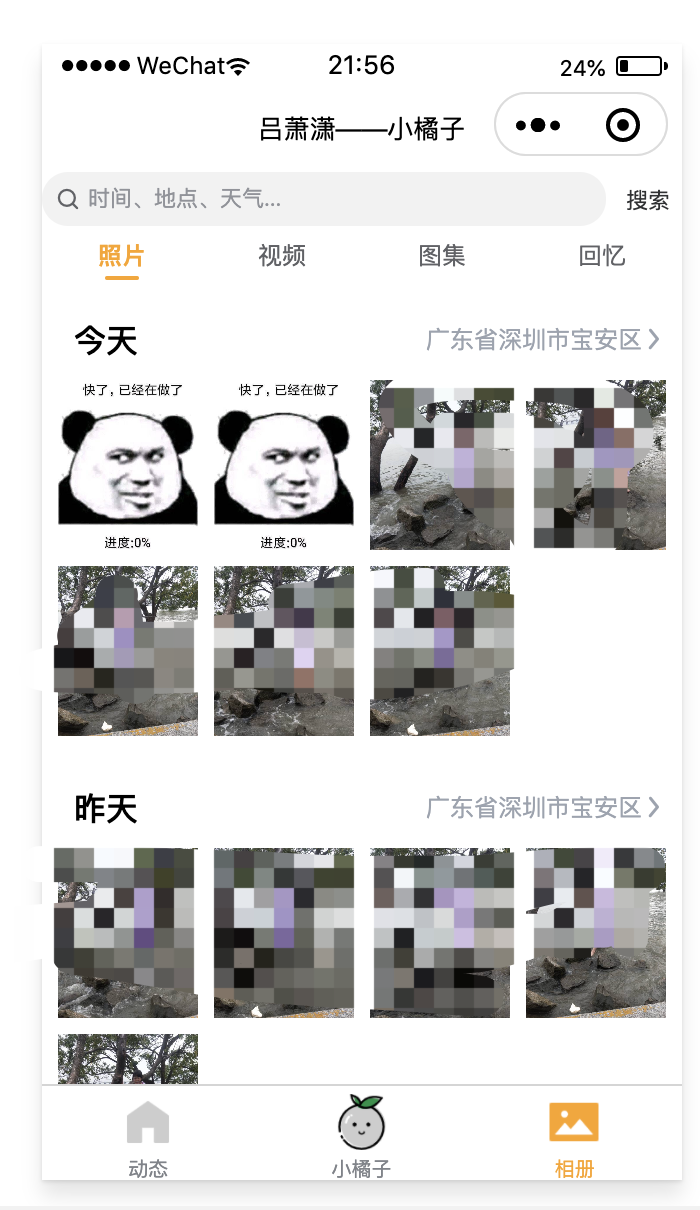 ●●●●● WeChat 21:56 24%
吕萧潇——小橘子
时间、地点、天气... 搜索
照片 视频 图集 回忆
今天 广东省深圳市宝安区
快了,已经在做了 快了,已经在做了
进度:0% 进度:0%
昨天 广东省深圳市宝安区
动态 小橘子 相册